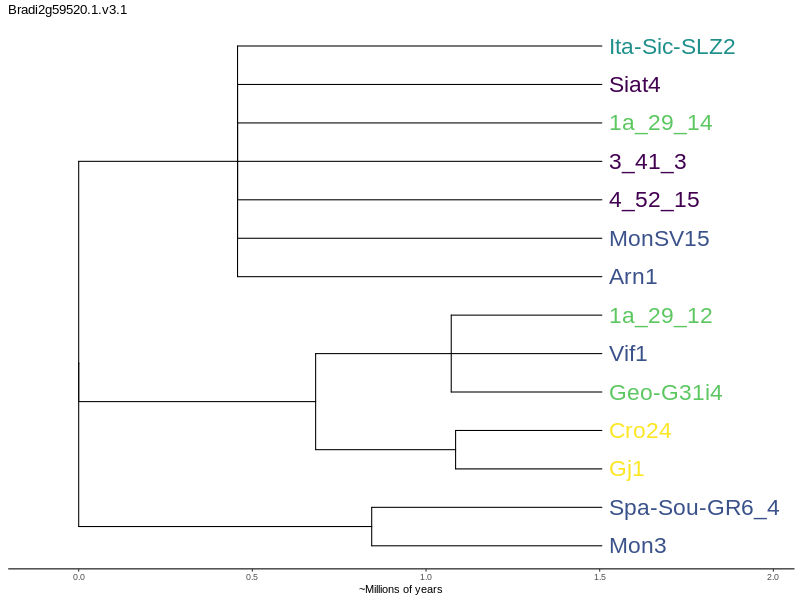 Bradi2g59520.1.v3.1
Ita-Sic-SLZ2
Siat4
1a_29_14
3_41_3
4_52_15
MonSV15
Arn1
1a_29_12
Vif1
Geo-G31i4
Cro24
Gj1
Spa-Sou-GR6_4
Mon3
0.0 0.5 1.0 1.5 2.0
~Millions of years